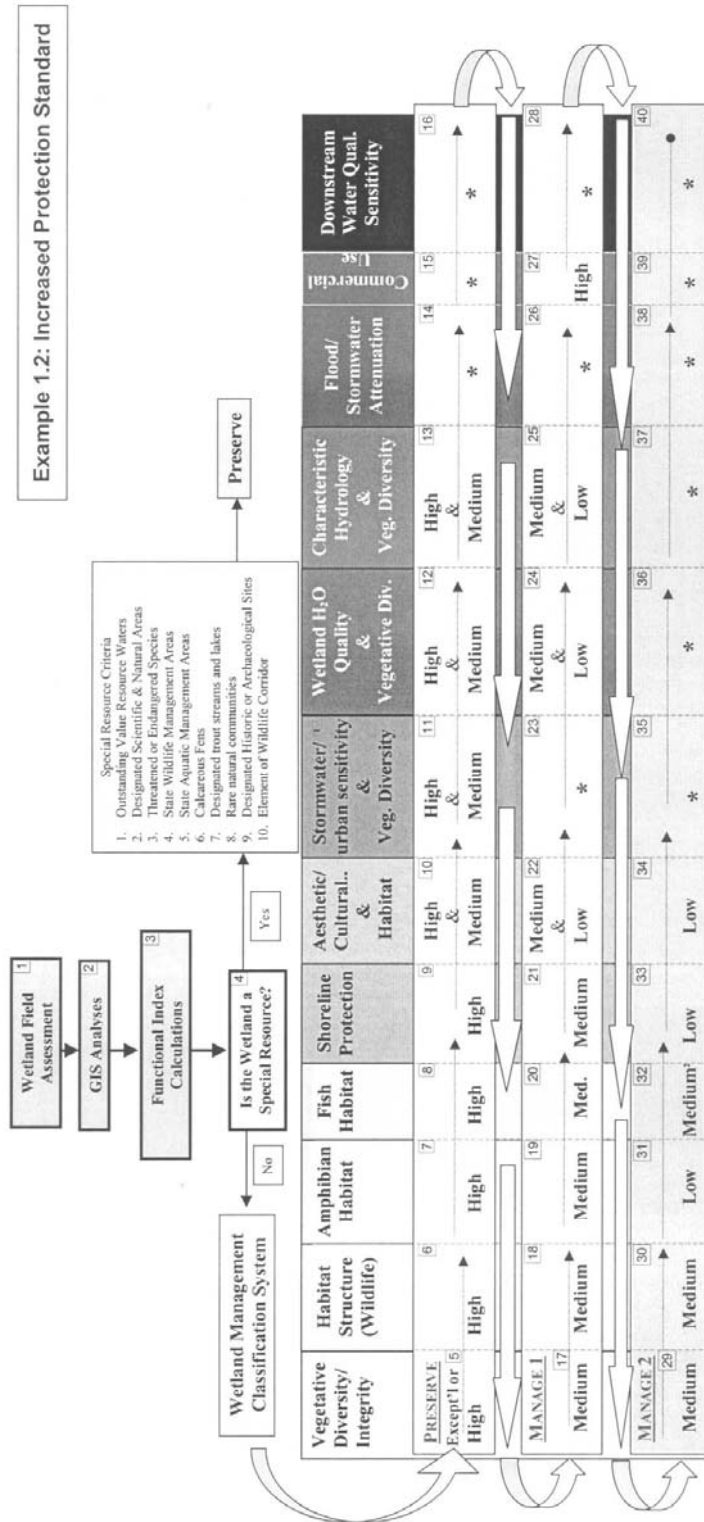 Example 1.2: Increased Protection Standard
1
Wetland Field
Assessment
2
GIS Analyses
3
Functional Index
Calculations
4
Is the Wetland a
Special Resource?
No
Yes
Wetland Management
Classification System
Special Resource Criteria
1. Outstanding Value Resource Waters
2. Designated Scientific & Natural Areas
3. Threatened or Endangered Species
4. State Wildlife Management Areas
5. State Aquatic Management Areas
6. Calcareous Fens
7. Designated trout streams and lakes
8. Rare natural communities
9. Designated Historic or Archaeological Sites
10. Element of Wildlife Corridor
Preserve
Vegetative
Diversity/
Integrity
Habitat
Structure
(Wildlife)
Amphibian
Habitat
Fish
Habitat
Shoreline
Protection
Aesthetic/
Cultural..
&
Habitat
Stormwater/ 1
urban sensitivity
&
Veg. Diversity
Wetland H₂O
Quality
&
Vegetative Div.
Characteristic
Hydrology
&
Veg. Diversity
Flood/
Stormwater
Attenuation
Commercial
Use
Downstream
Water Qual.
Sensitivity
PRESERVE
Except'l or 5
High
6
High
7
High
8
High
9
High
10
High
&
Medium
11
High
&
Medium
12
High
&
Medium
13
High
&
Medium
14
*
15
*
16
*
MANAGE 1
17
Medium
18
Medium
19
Medium
20
Med.
21
Medium
22
Medium
&
Low
23
*
24
Medium
&
Low
25
Medium
&
Low
26
*
27
High
28
*
MANAGE 2
29
Medium
30
Medium
31
Low
32
Medium²
33
Low
34
Low
35
*
36
*
37
*
38
*
39
*
40
*